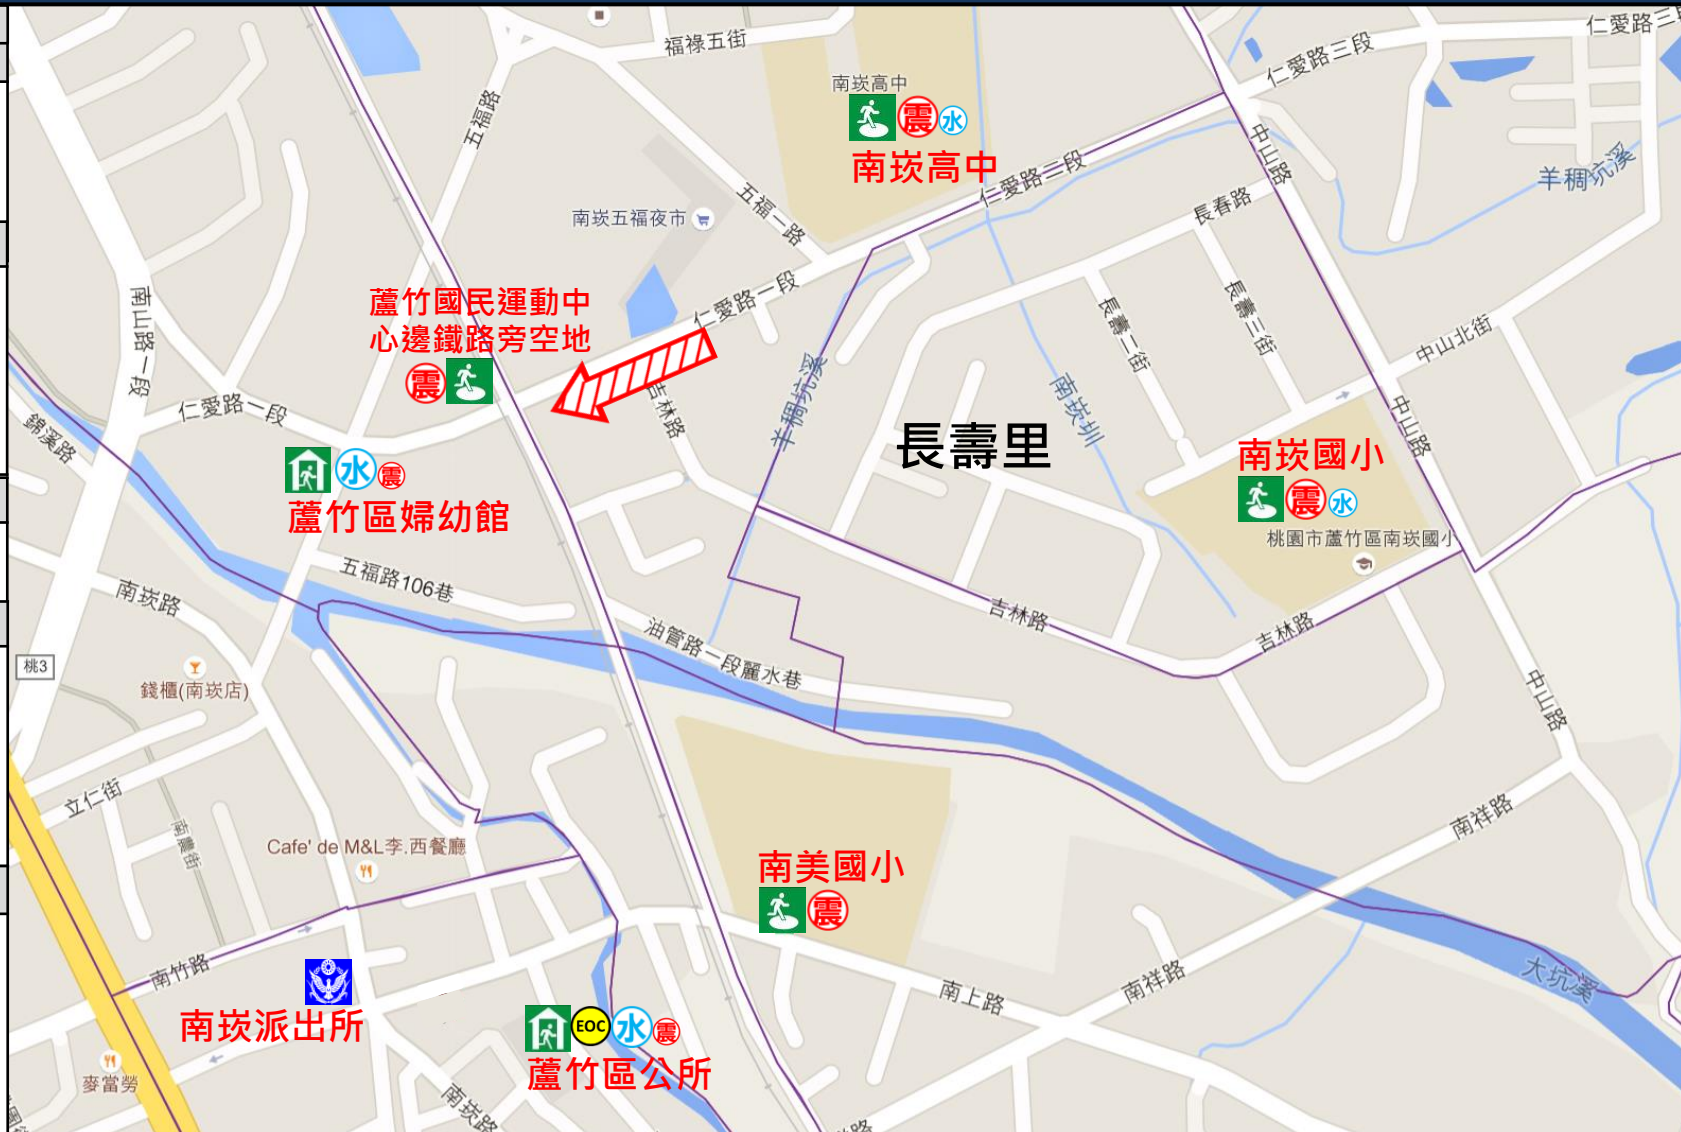 福祿五街
仁愛路三段
仁愛路三段
南崁高中
震
水
南崁高中
五福路
中山路
羊稠坑溪
仁愛路二段
五福一路
長春路
南崁五福夜市
南山路一段
蘆竹國民運動中
心邊鐵路旁空地
震
仁愛路一段
長壽二街
長壽三街
中山北街
仁愛路一段
吉林路
羊稠坑溪
南崁圳
中山路
錦溪路
長壽里
南崁國小
震
水
桃園市蘆竹區南崁國小
水
震
蘆竹區婦幼館
五福路106巷
南崁路
吉林路
吉林路
油管路一段麗水巷
桃3
錢櫃(南崁店)
中山路
立仁街
南農街
Cafe' de M&L李.西餐廳
南祥路
南美國小
震
南竹路
南崁派出所
南上路
南祥路
大坑溪
EOC
水
震
蘆竹區公所
麥當勞
南崁路